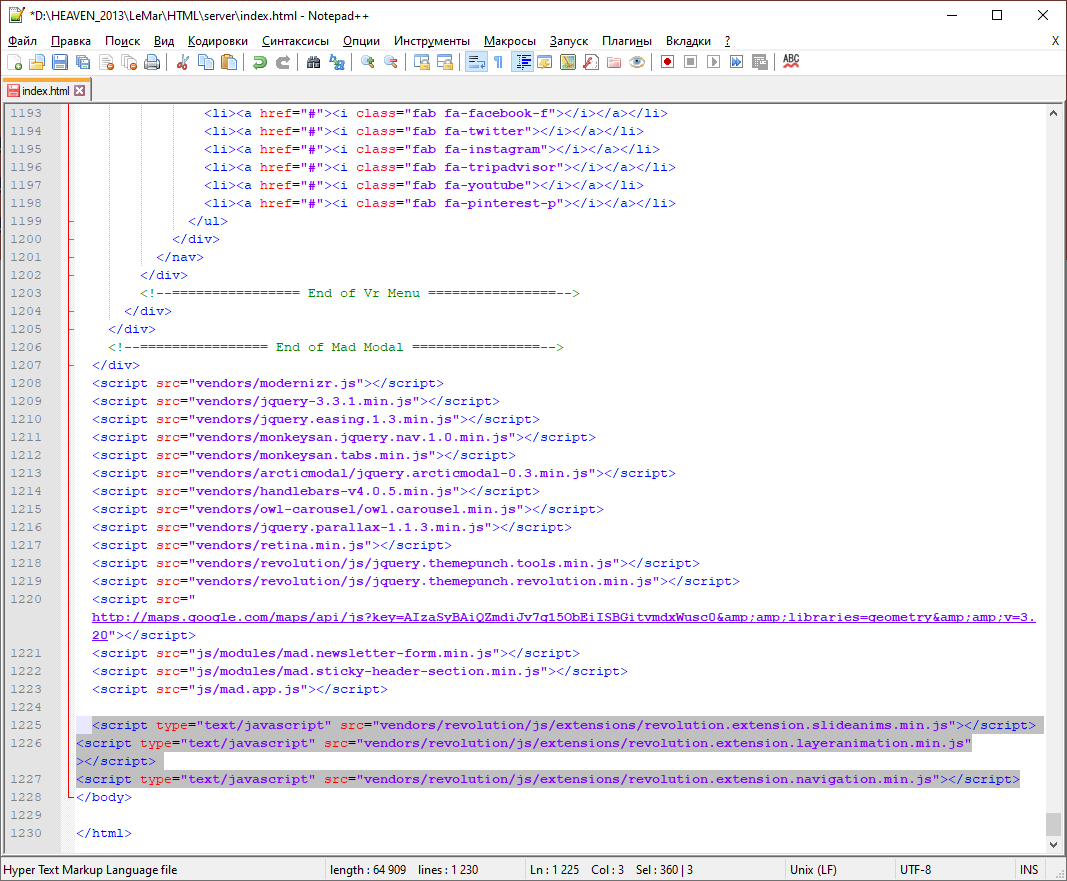 *D:\HEAVEN_2013\LeMar\HTML\server\index.html - Notepad++
Файл Правка Поиск Вид Кодировки Синтаксисы Опции Инструменты Макросы Запуск Плагины Вкладки ? X
ABC
index.html
1193 <li><a href="#"><i class="fab fa-facebook-f"></i></a></li>
1194 <li><a href="#"><i class="fab fa-twitter"></i></a></li>
1195 <li><a href="#"><i class="fab fa-instagram"></i></a></li>
1196 <li><a href="#"><i class="fab fa-tripadvisor"></i></a></li>
1197 <li><a href="#"><i class="fab fa-youtube"></i></a></li>
1198 <li><a href="#"><i class="fab fa-pinterest-p"></i></a></li>
1199 </ul>
1200 </div>
1201 </nav>
1202 </div>
1203 <!--================ End of Vr Menu ================-->
1204 </div>
1205 </div>
1206 <!--================ End of Mad Modal ================-->
1207 </div>
1208 <script src="vendors/modernizr.js"></script>
1209 <script src="vendors/jquery-3.3.1.min.js"></script>
1210 <script src="vendors/jquery.easing.1.3.min.js"></script>
1211 <script src="vendors/monkeysan.jquery.nav.1.0.min.js"></script>
1212 <script src="vendors/monkeysan.tabs.min.js"></script>
1213 <script src="vendors/arcticmodal/jquery.arcticmodal-0.3.min.js"></script>
1214 <script src="vendors/handlebars-v4.0.5.min.js"></script>
1215 <script src="vendors/owl-carousel/owl.carousel.min.js"></script>
1216 <script src="vendors/jquery.parallax-1.1.3.min.js"></script>
1217 <script src="vendors/retina.min.js"></script>
1218 <script src="vendors/revolution/js/jquery.themepunch.tools.min.js"></script>
1219 <script src="vendors/revolution/js/jquery.themepunch.revolution.min.js"></script>
1220 <script src="
http://maps.google.com/maps/api/js?key=AIzaSyBAiQZmdiJv7g15ObEiISBGitvmdxWusc0&amp;amp;libraries=geometry&amp;amp;v=3.
20"></script>
1221 <script src="js/modules/mad.newsletter-form.min.js"></script>
1222 <script src="js/modules/mad.sticky-header-section.min.js"></script>
1223 <script src="js/mad.app.js"></script>
1224
1225 <script type="text/javascript" src="vendors/revolution/js/extensions/revolution.extension.slideanims.min.js"></script>
1226 <script type="text/javascript" src="vendors/revolution/js/extensions/revolution.extension.layeranimation.min.js"
></script>
1227 <script type="text/javascript" src="vendors/revolution/js/extensions/revolution.extension.navigation.min.js"></script>
1228 </body>
1229
1230 </html>
Hyper Text Markup Language file length : 64 909 lines : 1 230 Ln : 1 225 Col : 3 Sel : 360 | 3 Unix (LF) UTF-8 INS